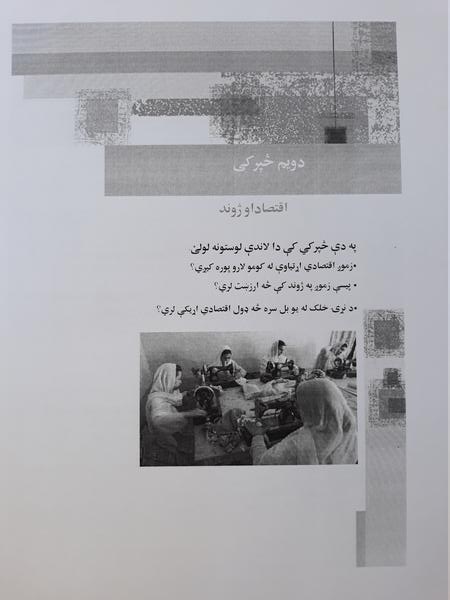 دویم څپرکی
اقتصاد او ژوند
په دې څپرکي کې دا لاندې لوستونه لولئ
•زموږ اقتصادي اړتیاوې له کومو لارو پوره کیږي؟
• پیسې زموږ په ژوند کې څه ارزښت لري؟
•د نړۍ خلک له یو بل سره څه ډول اقتصادي اړیکې لري؟